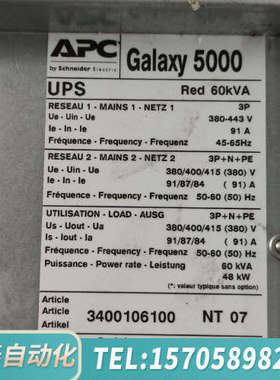 APC
by Schneider Electric
Galaxy 5000
UPS Red 60kVA
RESEAU 1 - MAINS 1 - NETZ 1 3P
Ue - Uin - Ue 380-443 V
Ie - In - Ie 91 A
Fréquence - Frequency - Frequenz 45-65Hz
RESEAU 2 - MAINS 2 - NETZ 2 3P+N+PE
Ue - Uin - Ue 380/400/415 (380) V
Ie - In - Ie 91/87/84 ( 91) A
Fréquence - Frequency - Frequenz 50-60 (50) Hz
UTILISATION - LOAD - AUSG 3P+N+PE
Us - Uout - Ua 380/400/415 (380) V
Is - Iout - Ia 91/87/84 ( 91) A
Fréquence - Frequency - Frequenz 50-60 (50) Hz
Puissance - Power rate - Leistung 60 kVA
48 kW
(*: valeur typique sans option)
Article
Article 3400106100 NT 07
Artikel
自动化
TEL:1570589882